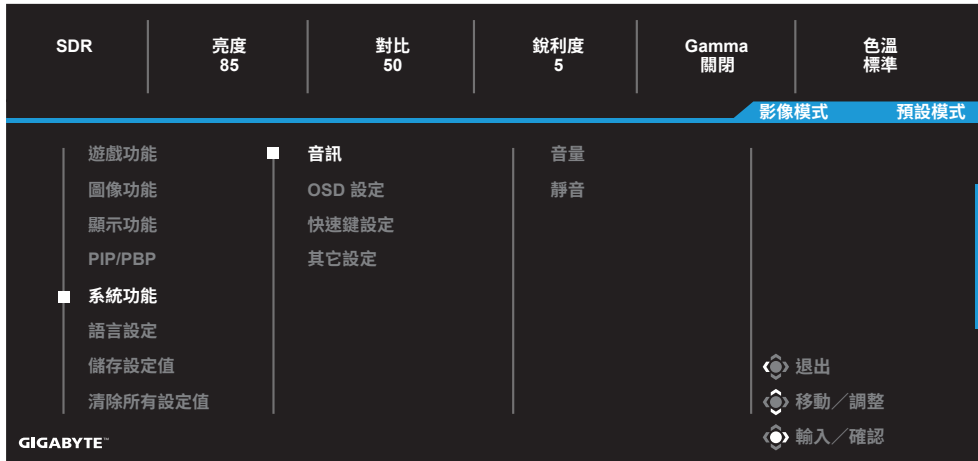 SDR
亮度
85
對比
50
銳利度
5
Gamma
關閉
色溫
標準
影像模式 預設模式
遊戲功能
圖像功能
顯示功能
PIP/PBP
系統功能
語言設定
儲存設定值
清除所有設定值
音訊
OSD 設定
快速鍵設定
其它設定
音量
靜音
退出
移動／調整
輸入／確認
GIGABYTE™